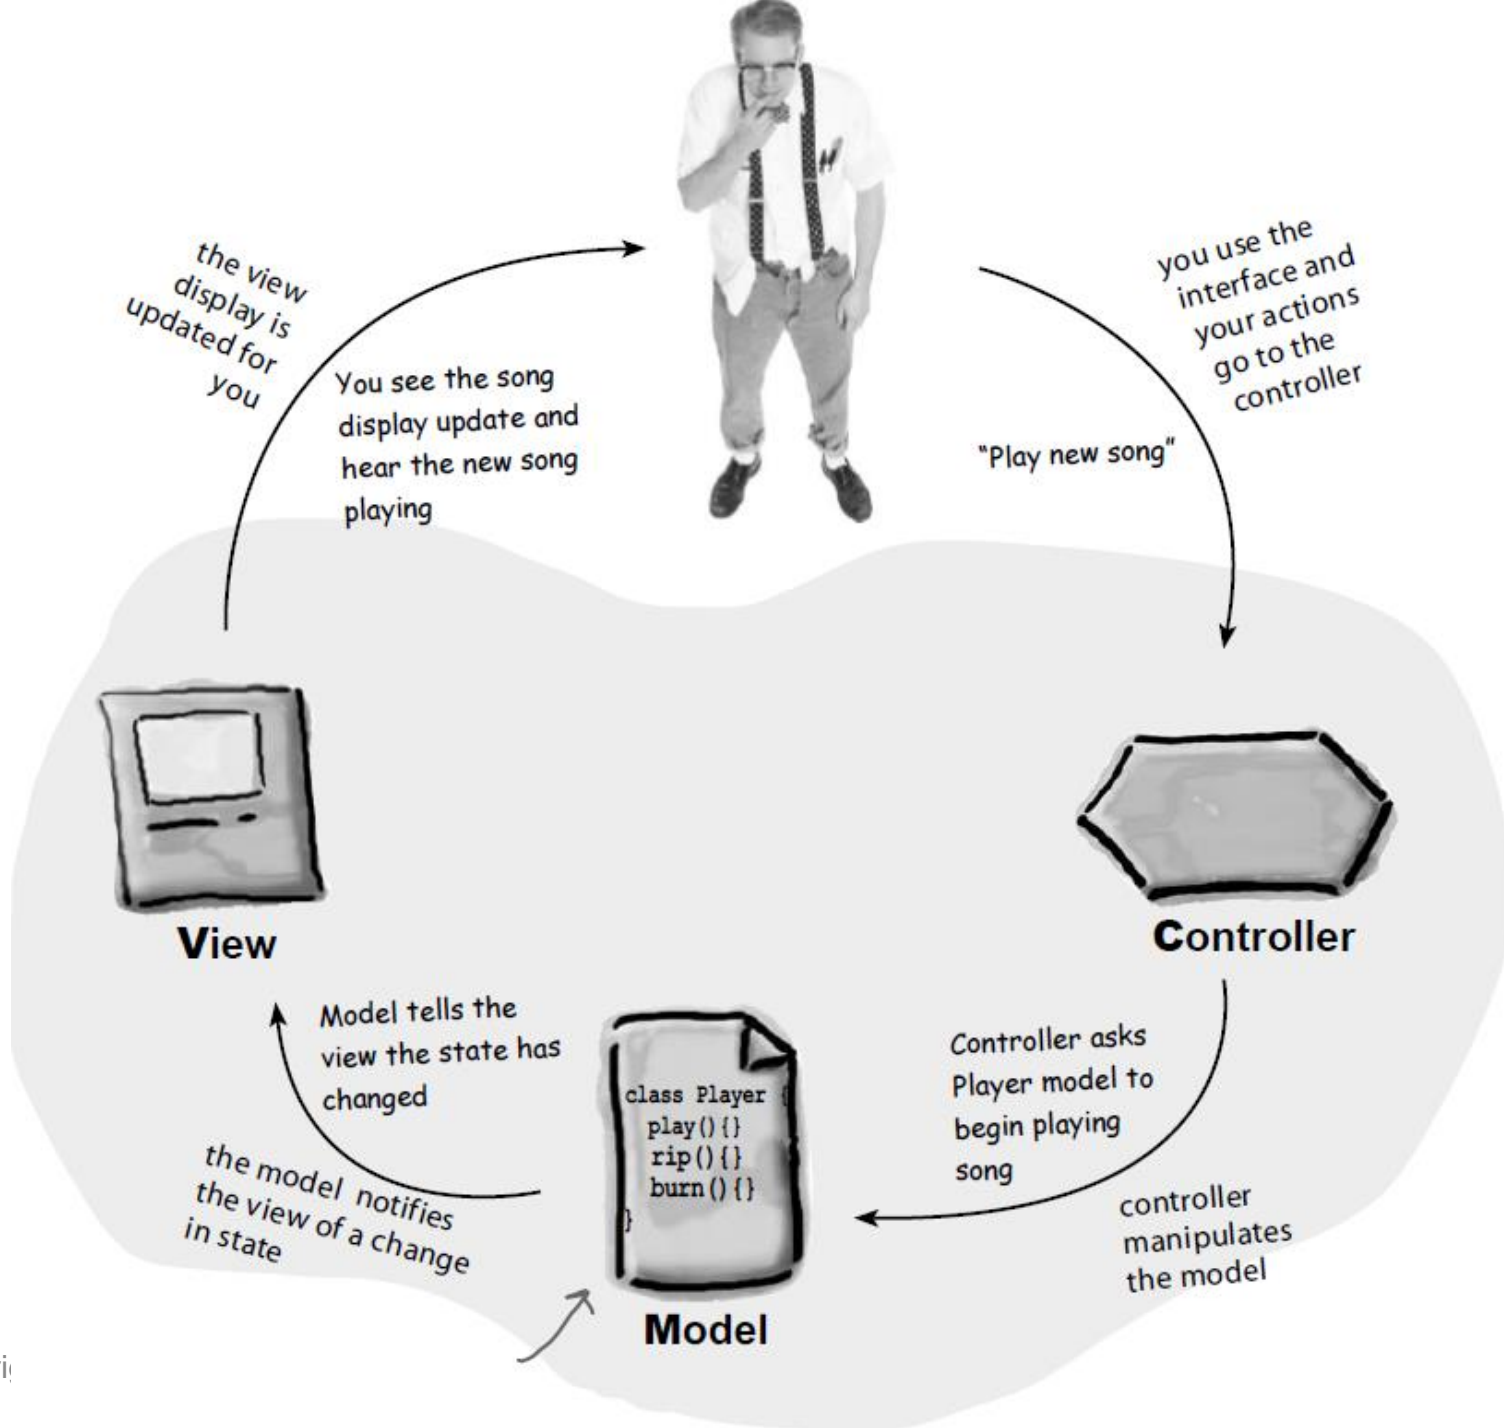 the view
display is
updated for
you
You see the song
display update and
hear the new song
playing
you use the
interface and
your actions
go to the
controller
“Play new song”
View
Controller
Model tells the
view the state has
changed
the model notifies
the view of a change
in state
class Player {
play(){}
rip(){}
burn(){}
}
Model
Controller asks
Player model to
begin playing
song
controller
manipulates
the model